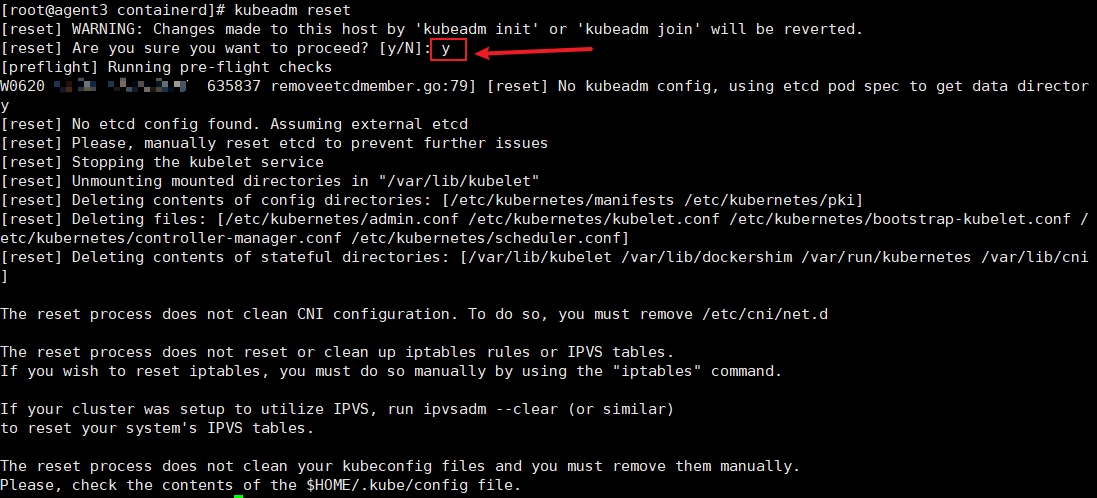 [root@agent3 containerd]# kubeadm reset
[reset] WARNING: Changes made to this host by 'kubeadm init' or 'kubeadm join' will be reverted.
[reset] Are you sure you want to proceed? [y/N]: y
[preflight] Running pre-flight checks
W0620 635837 removeetcdmember.go:79] [reset] No kubeadm config, using etcd pod spec to get data director
y
[reset] No etcd config found. Assuming external etcd
[reset] Please, manually reset etcd to prevent further issues
[reset] Stopping the kubelet service
[reset] Unmounting mounted directories in "/var/lib/kubelet"
[reset] Deleting contents of config directories: [/etc/kubernetes/manifests /etc/kubernetes/pki]
[reset] Deleting files: [/etc/kubernetes/admin.conf /etc/kubernetes/kubelet.conf /etc/kubernetes/bootstrap-kubelet.conf /
etc/kubernetes/controller-manager.conf /etc/kubernetes/scheduler.conf]
[reset] Deleting contents of stateful directories: [/var/lib/kubelet /var/lib/dockershim /var/run/kubernetes /var/lib/cni
]
The reset process does not clean CNI configuration. To do so, you must remove /etc/cni/net.d
The reset process does not reset or clean up iptables rules or IPVS tables.
If you wish to reset iptables, you must do so manually by using the "iptables" command.
If your cluster was setup to utilize IPVS, run ipvsadm --clear (or similar)
to reset your system's IPVS tables.
The reset process does not clean your kubeconfig files and you must remove them manually.
Please, check the contents of the $HOME/.kube/config file.